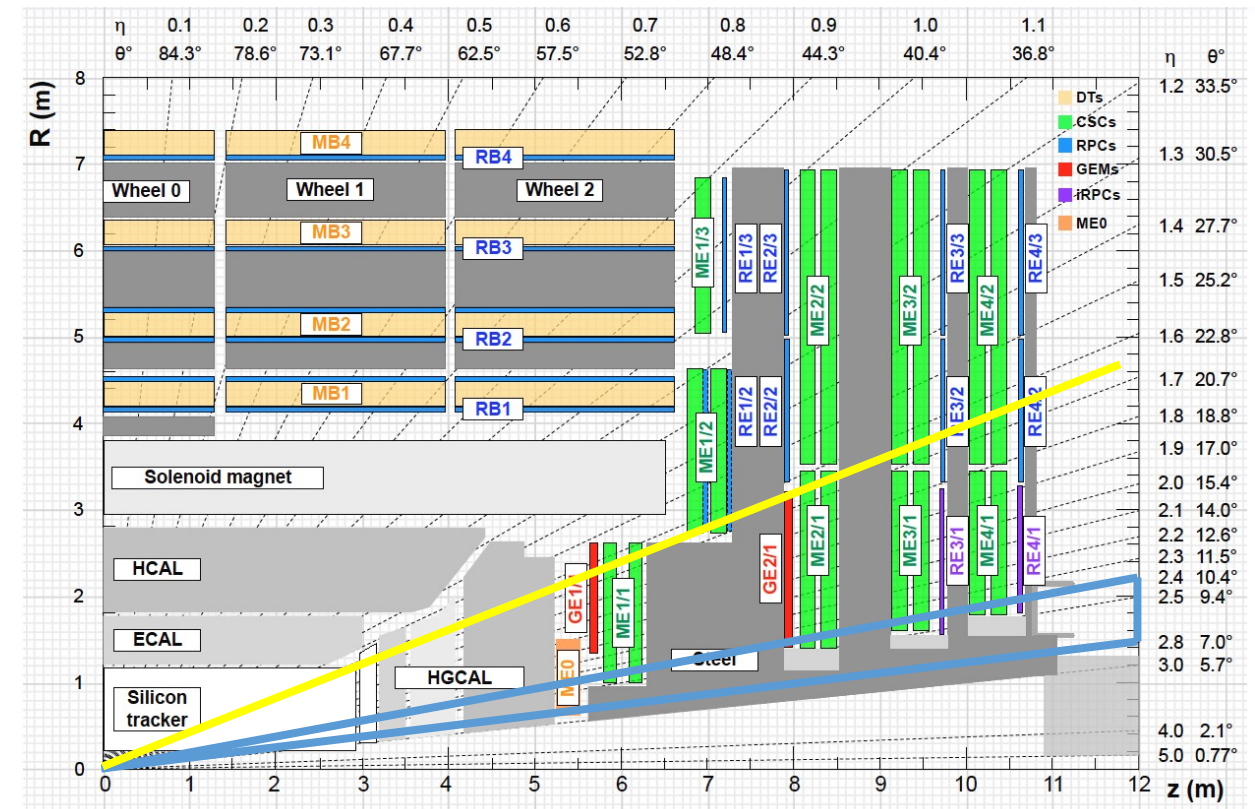 η 0.1 0.2 0.3 0.4 0.5 0.6 0.7 0.8 0.9 1.0 1.1
θ° 84.3° 78.6° 73.1° 67.7° 62.5° 57.5° 52.8° 48.4° 44.3° 40.4° 36.8° η θ°
R (m)
8
7
6
5
4
3
2
1
0
1.2 33.5°
1.3 30.5°
1.4 27.7°
1.5 25.2°
1.6 22.8°
1.7 20.7°
1.8 18.8°
1.9 17.0°
2.0 15.4°
2.1 14.0°
2.2 12.6°
2.3 11.5°
2.4 10.4°
2.5 9.4°
2.8 7.0°
3.0 5.7°
4.0 2.1°
5.0 0.77°
DTs
CSCs
RPCs
GEMs
iRPCs
ME0
MB4
RB4
Wheel 0 Wheel 1 Wheel 2
MB3
RB3
MB2
RB2
MB1
RB1
Solenoid magnet
HCAL
ECAL
Silicon
tracker
HGCAL
Steel
ME0
ME1/1
ME1/2
ME1/3
RE1/3
RE2/3
RE1/2
RE2/2
GE2/1
ME2/2
ME2/1
ME3/2
ME3/1
RE3/3
RE3/2
RE3/1
ME4/2
ME4/1
RE4/3
RE4/2
RE4/1
0 1 2 3 4 5 6 7 8 9 10 11 12 z (m)